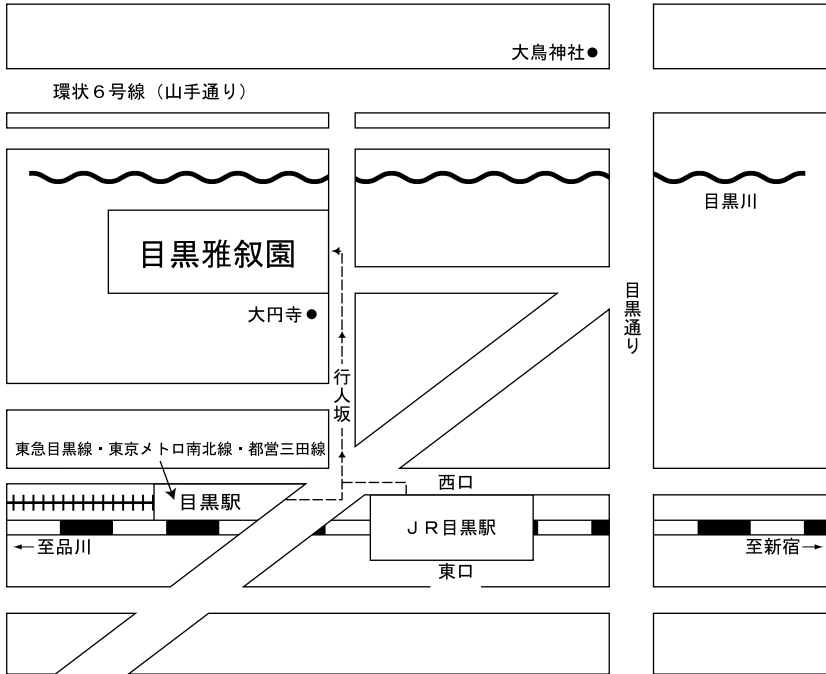 大鳥神社
環状６号線（山手通り）
目黒川
目黒雅叙園
目黒通り
大円寺
行人坂
東急目黒線・東京メトロ南北線・都営三田線
西口
目黒駅
ＪＲ目黒駅
←至品川
至新宿→
東口